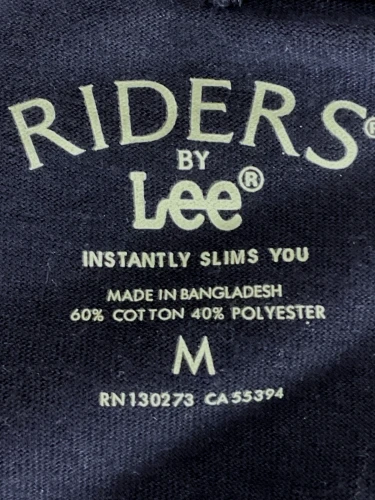 RIDERS®
BY
Lee®
INSTANTLY SLIMS YOU
MADE IN BANGLADESH
60% COTTON 40% POLYESTER
M
RN130273 CA55394